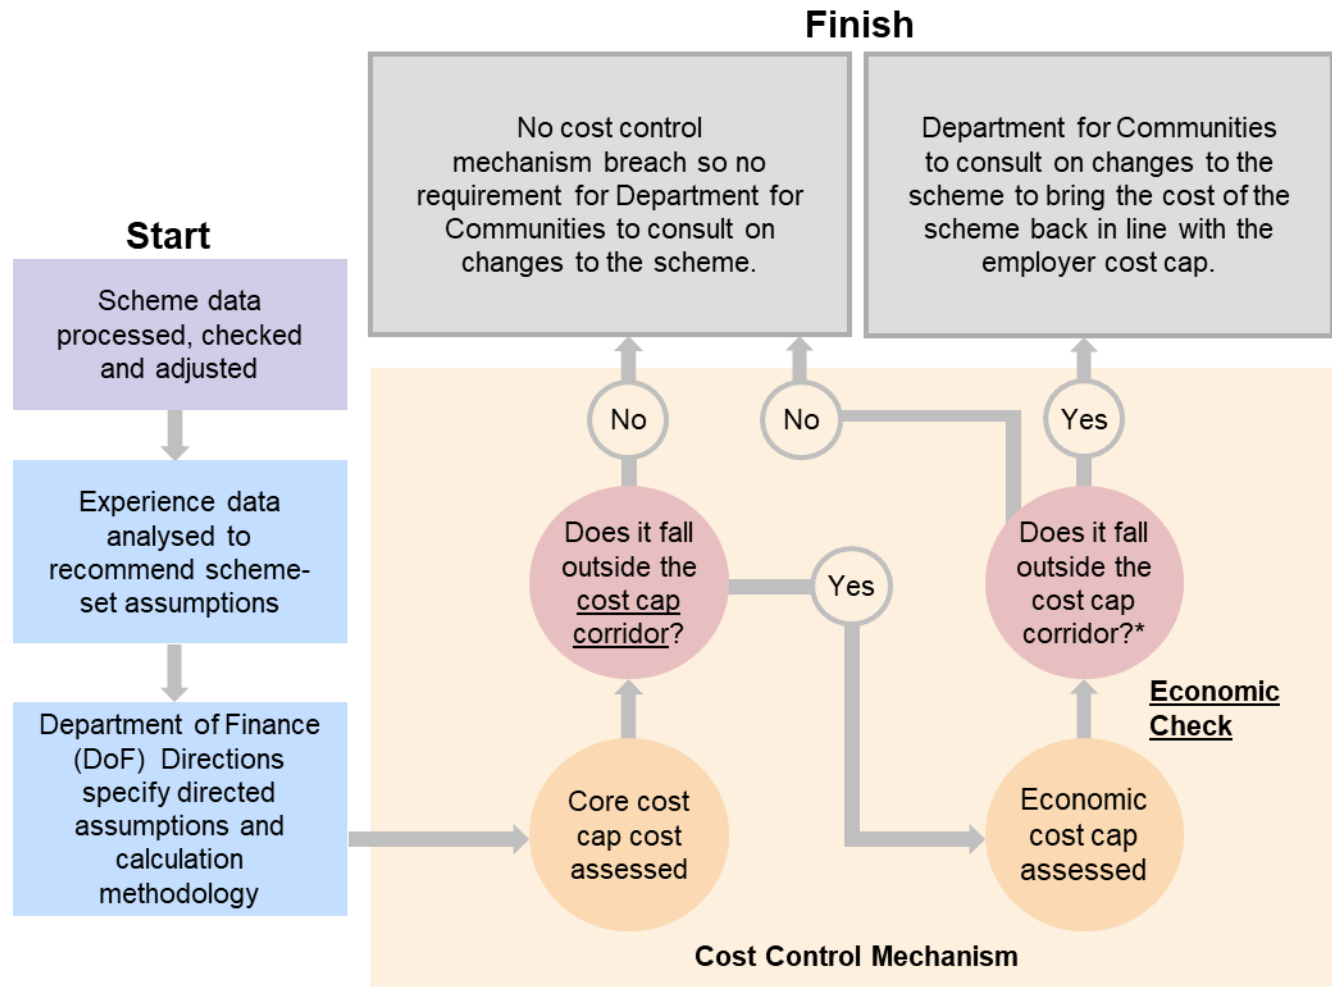 Finish
No cost control
mechanism breach so no
requirement for Department for
Communities to consult on
changes to the scheme.
Department for Communities
to consult on changes to the
scheme to bring the cost of the
scheme back in line with the
employer cost cap.
Start
Scheme data
processed, checked
and adjusted
Experience data
analysed to
recommend scheme-
set assumptions
Department of Finance
(DoF) Directions
specify directed
assumptions and
calculation
methodology
No
No
Yes
Does it fall
outside the
cost cap
corridor?
Yes
Does it fall
outside the
cost cap
corridor?*
Economic
Check
Core cost
cap cost
assessed
Economic
cost cap
assessed
Cost Control Mechanism